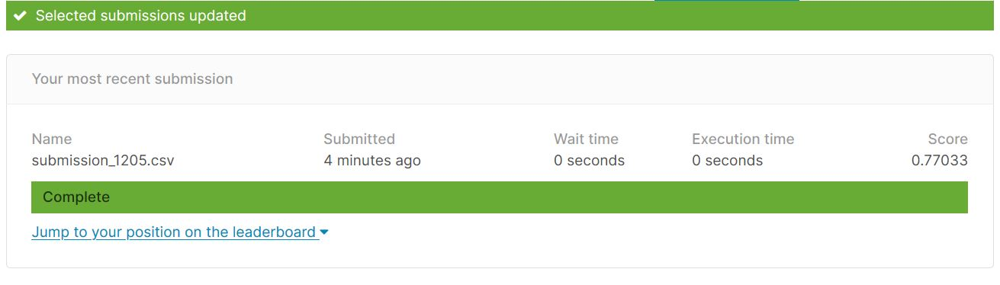 Selected submissions updated
Your most recent submission
Name Submitted Wait time Execution time Score
submission_1205.csv 4 minutes ago 0 seconds 0 seconds 0.77033
Complete
Jump to your position on the leaderboard